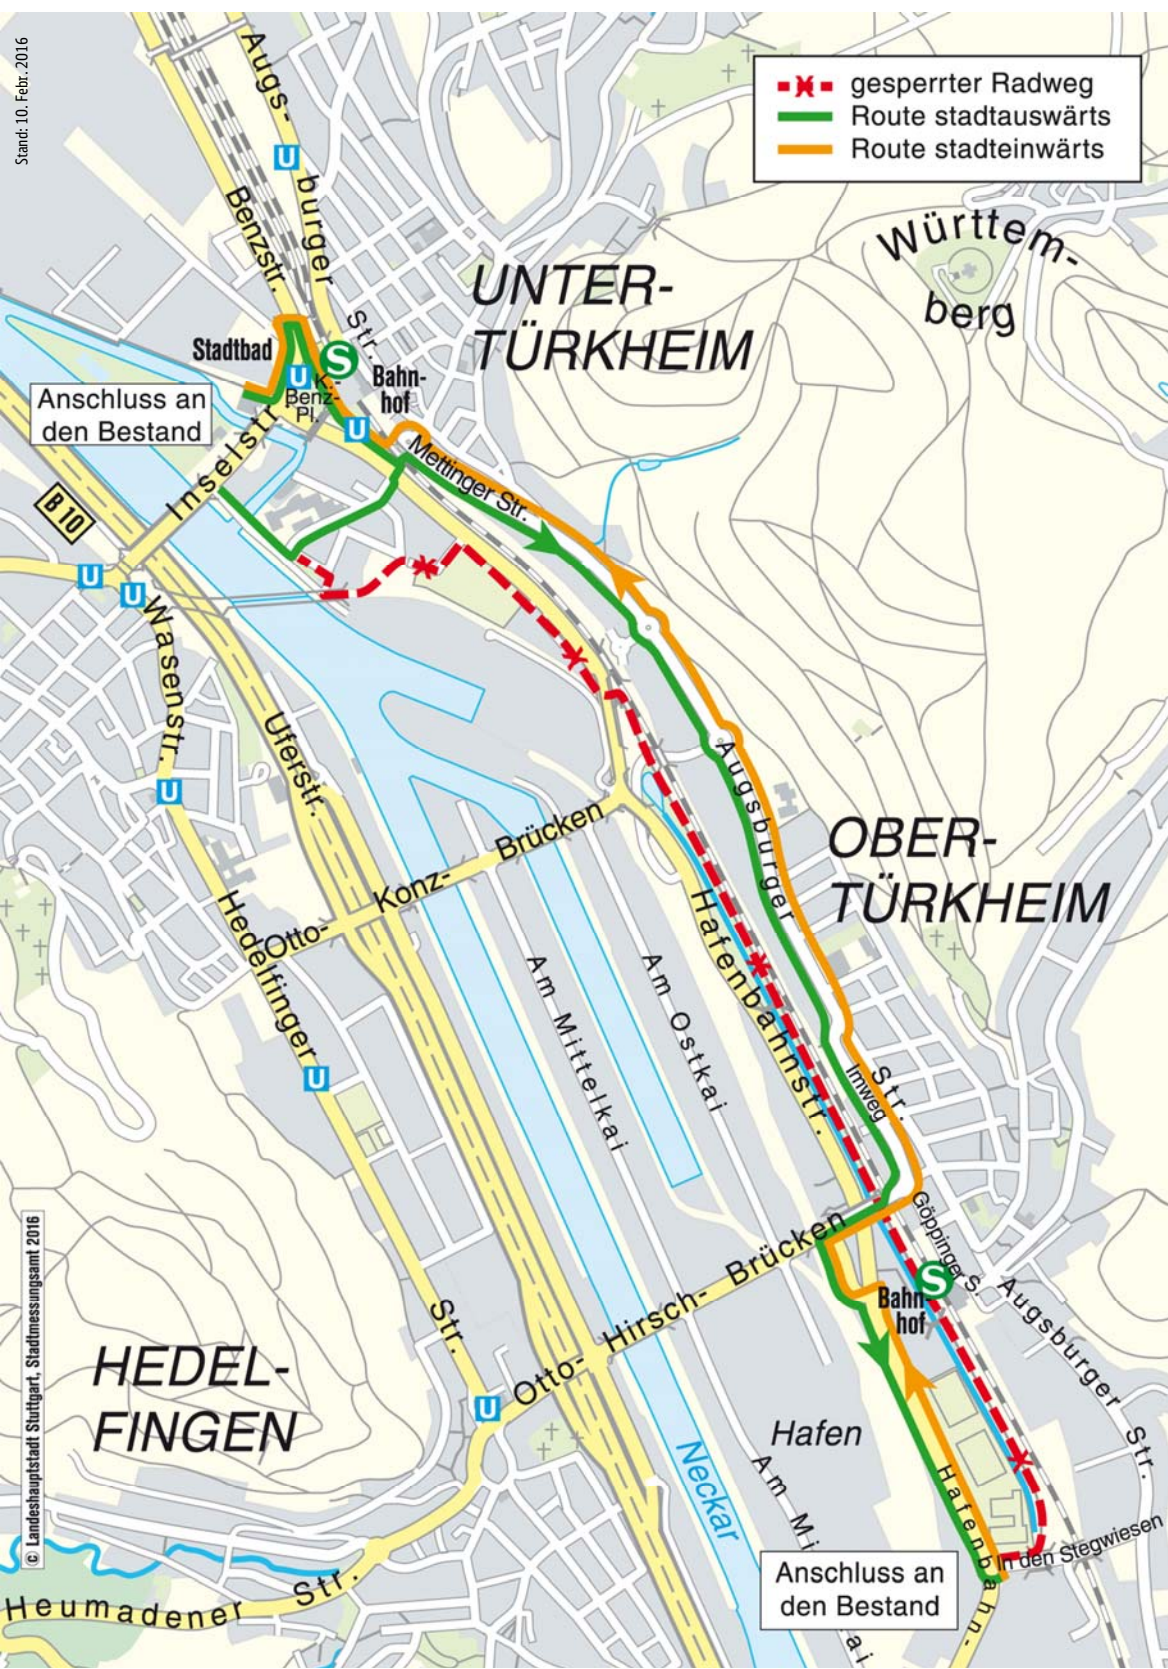 Stand: 10. Febr. 2016
gesperrter Radweg
Route stadtauswärts
Route stadteinwärts
Augs-
burger
Str.
U
Benzstr.
Württem-
berg
UNTER-
TÜRKHEIM
Stadtbad
S
U
K.-
Benz-
Pl.
Bahn-
hof
U
Anschluss an
den Bestand
Inselstr.
Mettinger Str.
B 10
U
U
Wasenstr.
Uferstr.
U
Augsburger
Str.
OBER-
TÜRKHEIM
Otto-
Konz-
Brücken
Hafenbahnstr.
Hedelfinger
Str.
U
Am Mittelkai
Am Ostkai
Imweg
Göppinger S.
S
Bahn-
hof
Augsburger
Str.
Otto-
Hirsch-
Brücken
U
HEDEL-
FINGEN
Hafen
Neckar
Am Mi
ai
Hafenbahn-
In den Stegwiesen
Anschluss an
den Bestand
Heumadener
Str.
© Landeshauptstadt Stuttgart, Stadtmessungsamt 2016